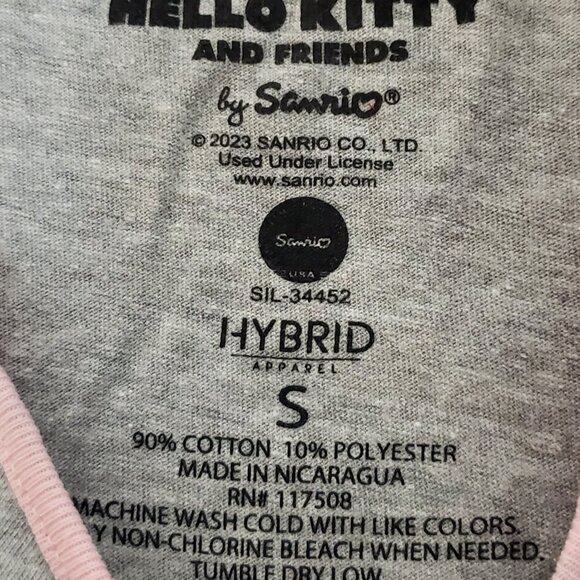 HELLO KITTY
AND FRIENDS
by Sanrio®
© 2023 SANRIO CO., LTD.
Used Under License
www.sanrio.com
Sanrio
USA
SIL-34452
HYBRID
APPAREL
S
90% COTTON 10% POLYESTER
MADE IN NICARAGUA
RN# 117508
MACHINE WASH COLD WITH LIKE COLORS.
Y NON-CHLORINE BLEACH WHEN NEEDED.
TUMBLE DRY LOW